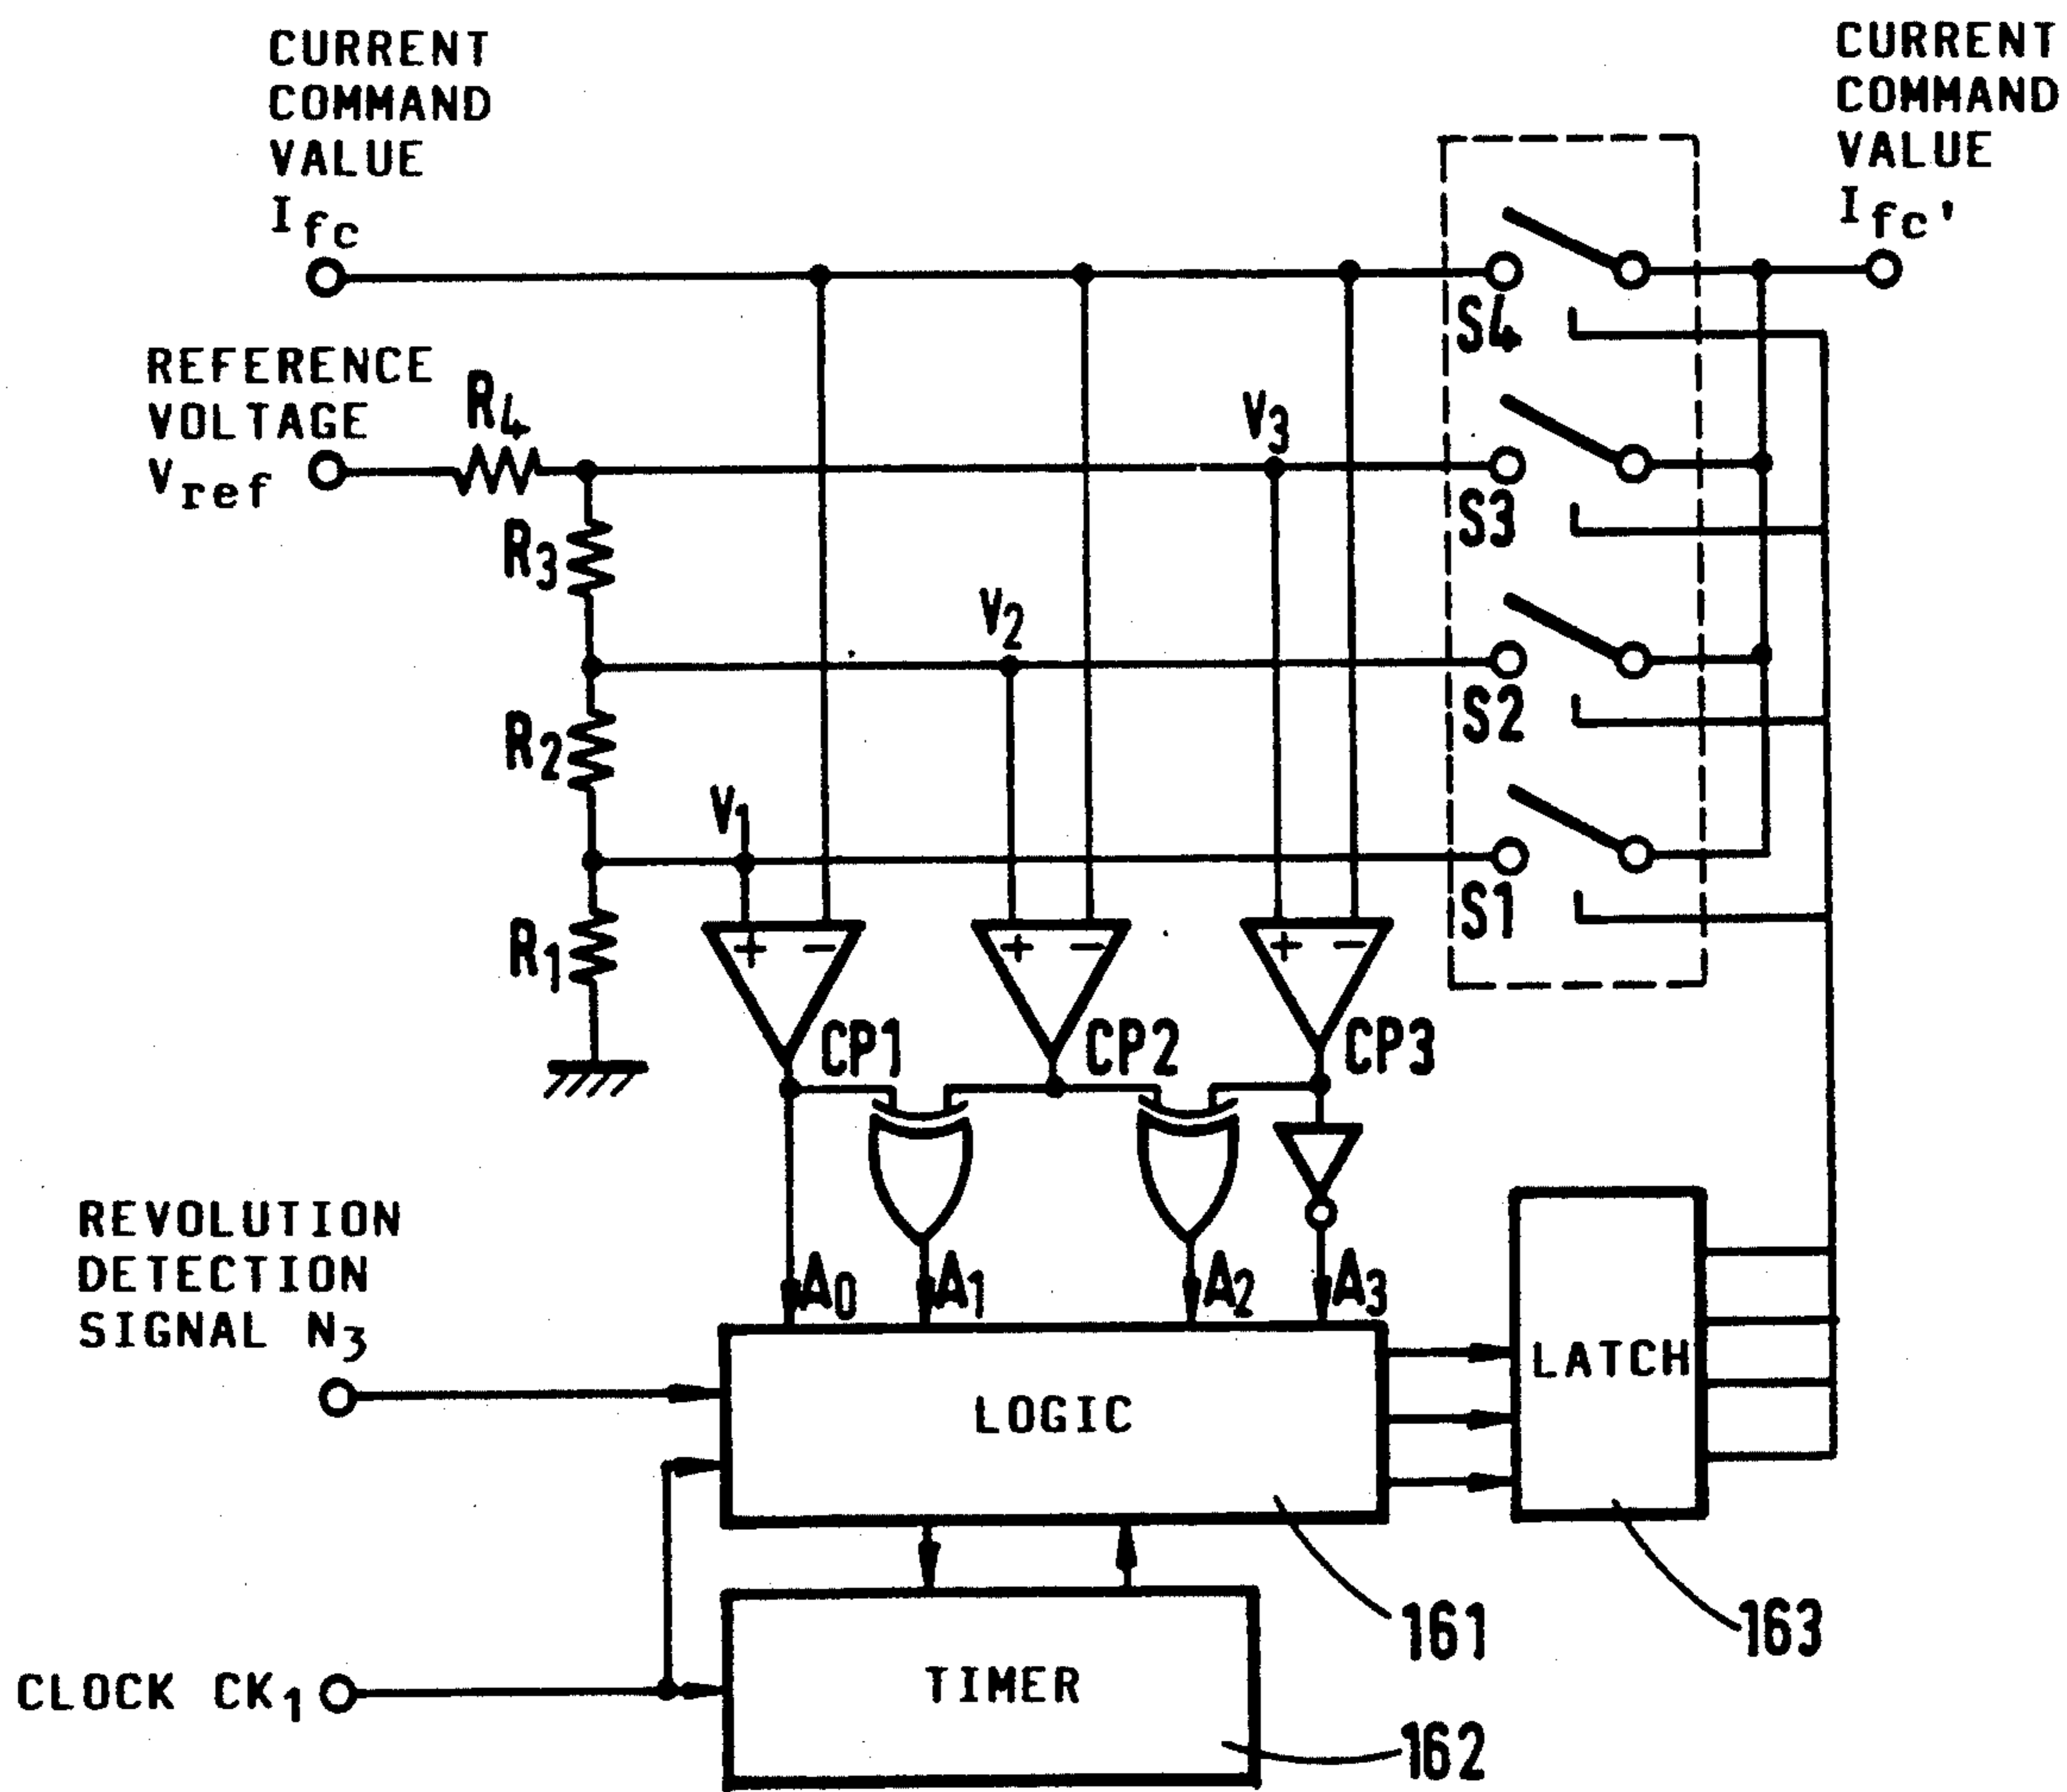 CURRENT
COMMAND
VALUE
Ifc
CURRENT
COMMAND
VALUE
Ifc'
REFERENCE
VOLTAGE
Vref
R4
V3
S4
R3
S3
V2
R2
S2
V1
R1
S1
+ −
+ −
+ −
CP1
CP2
CP3
REVOLUTION
DETECTION
SIGNAL N3
A0
A1
A2
A3
LOGIC
LATCH
161
163
CLOCK CK1
TIMER
162